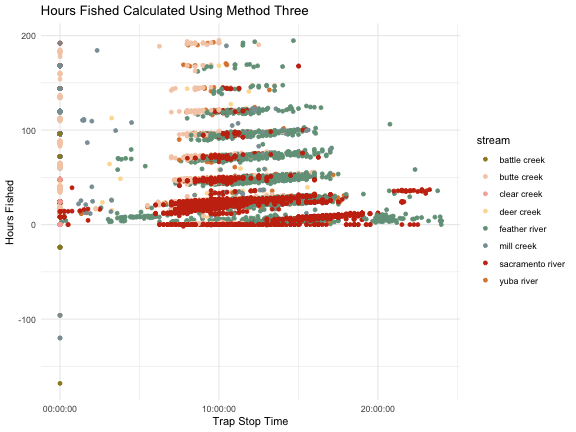 Hours Fished Calculated Using Method Three
200
100
0
-100
Hours Fished
00:00:00
10:00:00
20:00:00
Trap Stop Time
stream
battle creek
butte creek
clear creek
deer creek
feather river
mill creek
sacramento river
yuba river